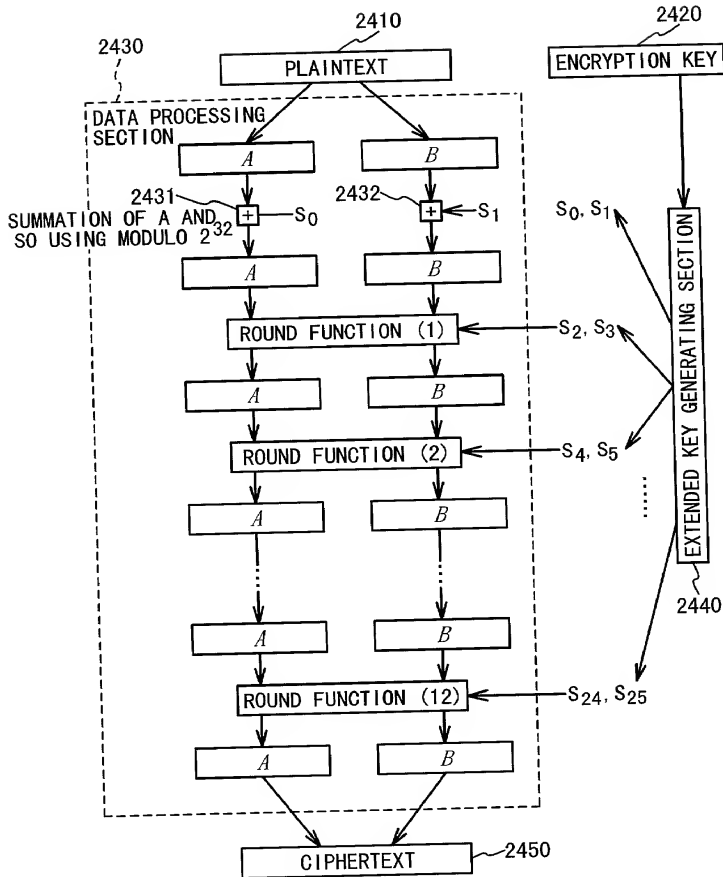 2410
2420
2430
PLAINTEXT
ENCRYPTION KEY
DATA PROCESSING
SECTION
A
B
2431
2432
SUMMATION OF A AND
SO USING MODULO 2^32
+
S0
+
S1
S0, S1
A
B
ROUND FUNCTION (1)
S2, S3
A
B
ROUND FUNCTION (2)
S4, S5
EXTENDED KEY GENERATING SECTION
A
B
2440
A
B
ROUND FUNCTION (12)
S24, S25
A
B
CIPHERTEXT
2450